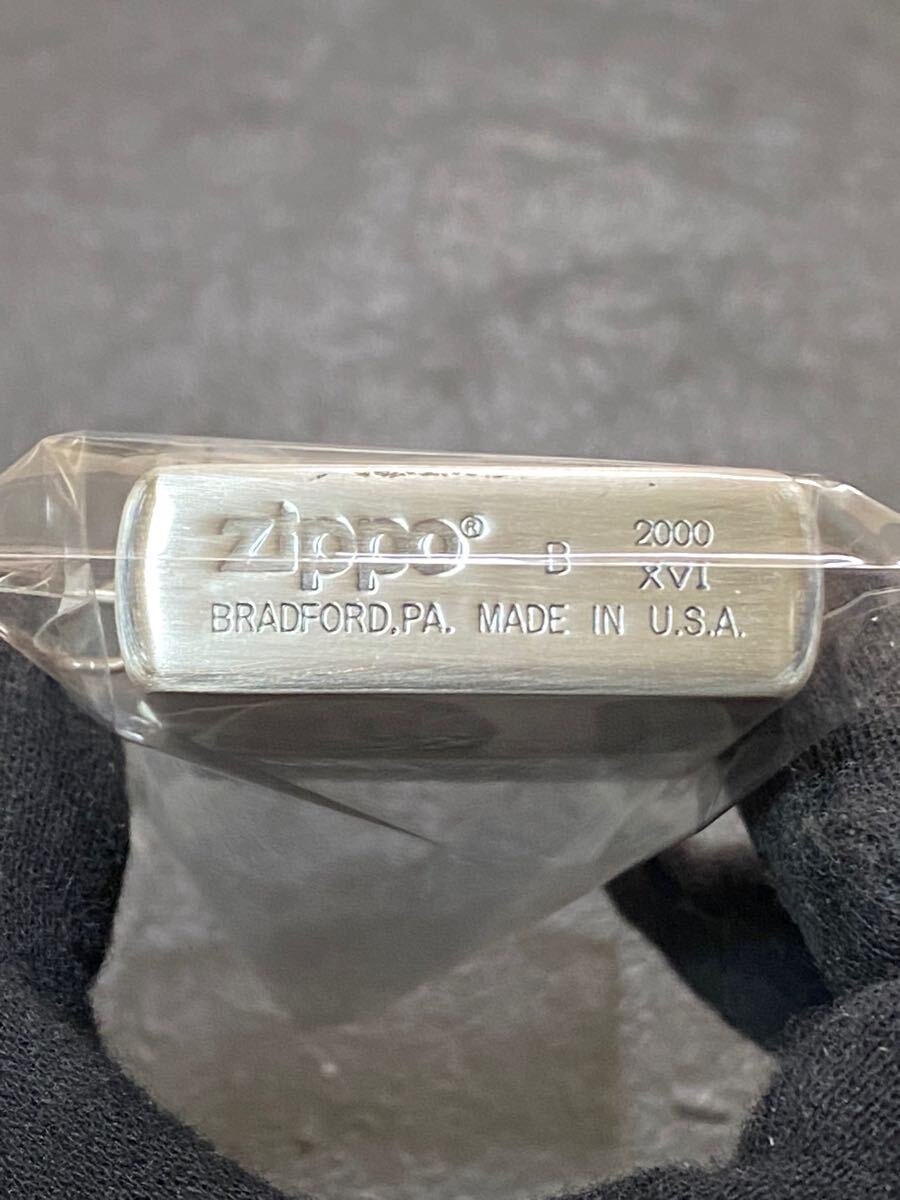 Zippo® B 2000
XVI
BRADFORD, PA. MADE IN U.S.A.